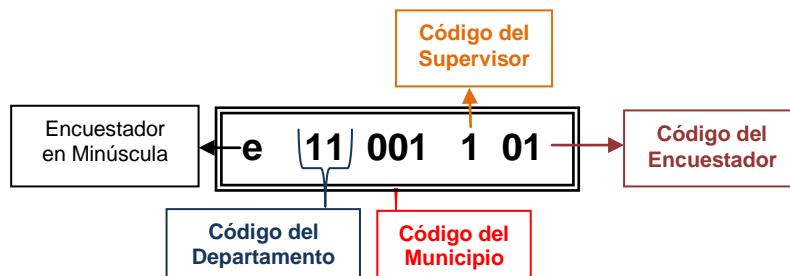 Código del
Supervisor
Encuestador
en Minúscula
e 11 001 1 01
Código del
Encuestador
Código del
Departamento
Código del
Municipio